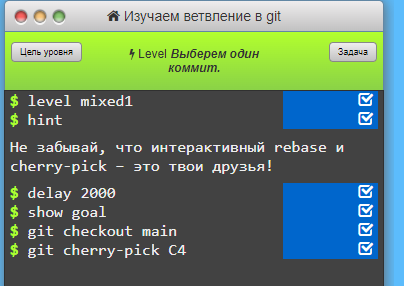 Изучаем ветвление в git
Цель уровня
Level Выберем один
коммит.
Задача
$ level mixed1
$ hint
Не забывай, что интерактивный rebase и
cherry-pick – это твои друзья!
$ delay 2000
$ show goal
$ git checkout main
$ git cherry-pick C4